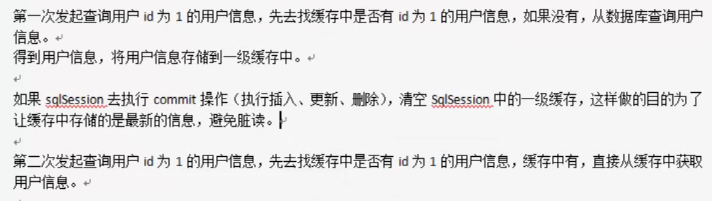 第一次发起查询用户 id 为 1 的用户信息，先去找缓存中是否有 id 为 1 的用户信息，如果没有，从数据库查询用户
信息。
得到用户信息，将用户信息存储到一级缓存中。
如果 sqlSession 去执行 commit 操作（执行插入、更新、删除），清空 SqlSession 中的一级缓存，这样做的目的为了
让缓存中存储的是最新的信息，避免脏读。
第二次发起查询用户 id 为 1 的用户信息，先去找缓存中是否有 id 为 1 的用户信息，缓存中有，直接从缓存中获取
用户信息。